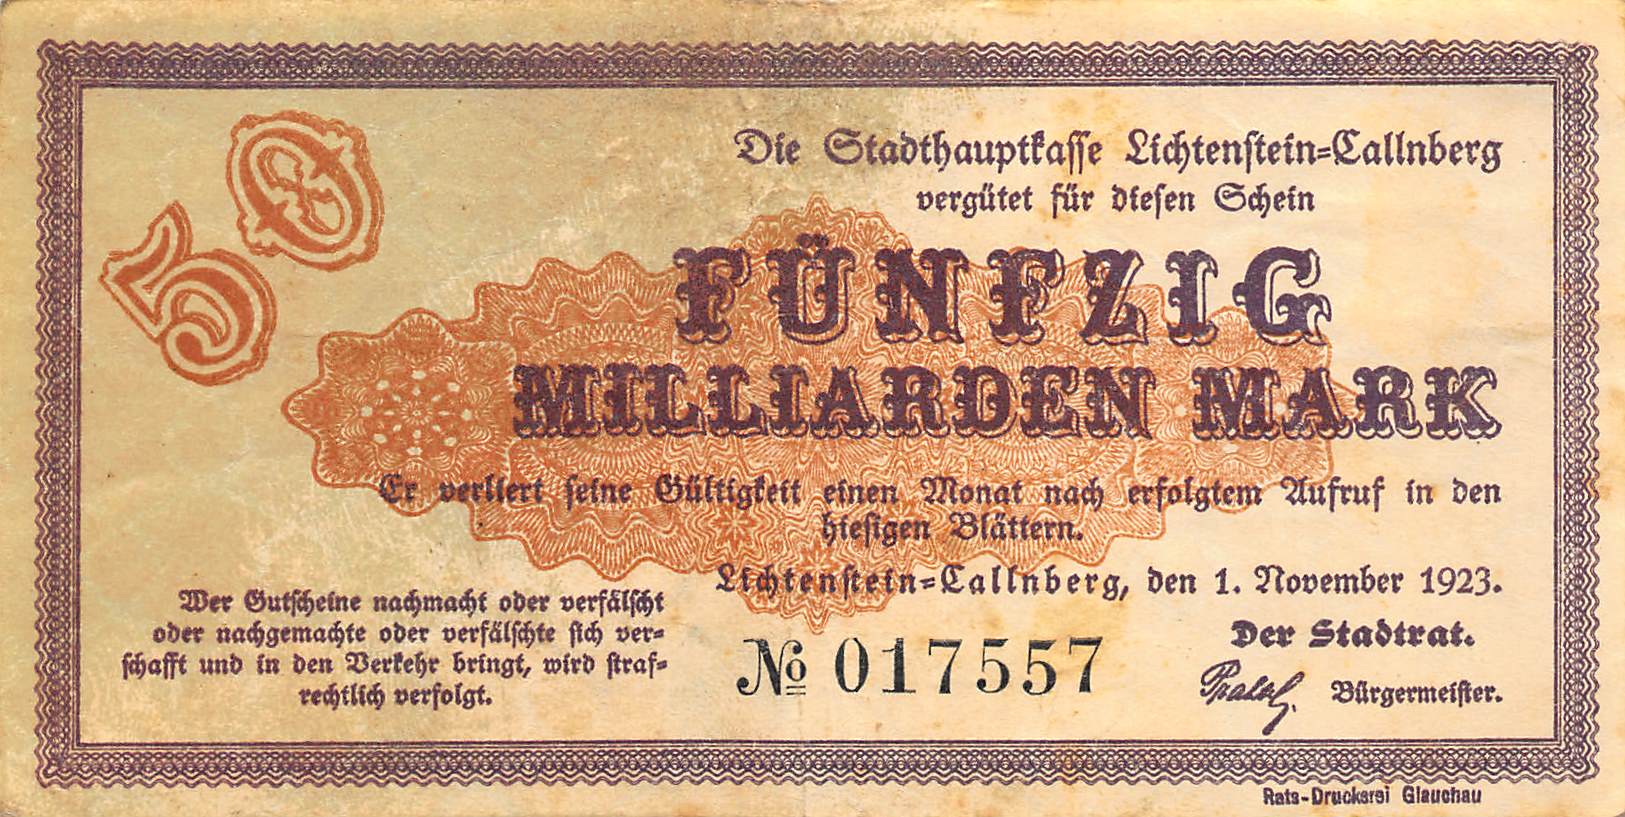 50
Die Stadthauptkasse Lichtenstein=Callnberg
vergütet für diesen Schein
FÜNFZIG
MILLIARDEN MARK
Er verliert seine Gültigkeit einen Monat nach erfolgtem Aufruf in den
hiesigen Blättern.
Lichtenstein=Callnberg, den 1. November 1923.
Wer Gutscheine nachmacht oder verfälscht
oder nachgemachte oder verfälschte sich ver=
schafft und in den Verkehr bringt, wird straf=
rechtlich verfolgt.
№ 017557
Der Stadtrat.
Bürgermeister.
Rats-Druckerei Glauchau